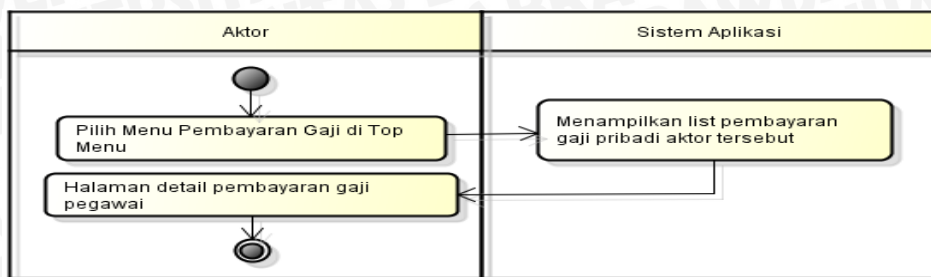 Aktor
Sistem Aplikasi
Pilih Menu Pembayaran Gaji di Top
Menu
Menampilkan list pembayaran
gaji pribadi aktor tersebut
Halaman detail pembayaran gaji
pegawai